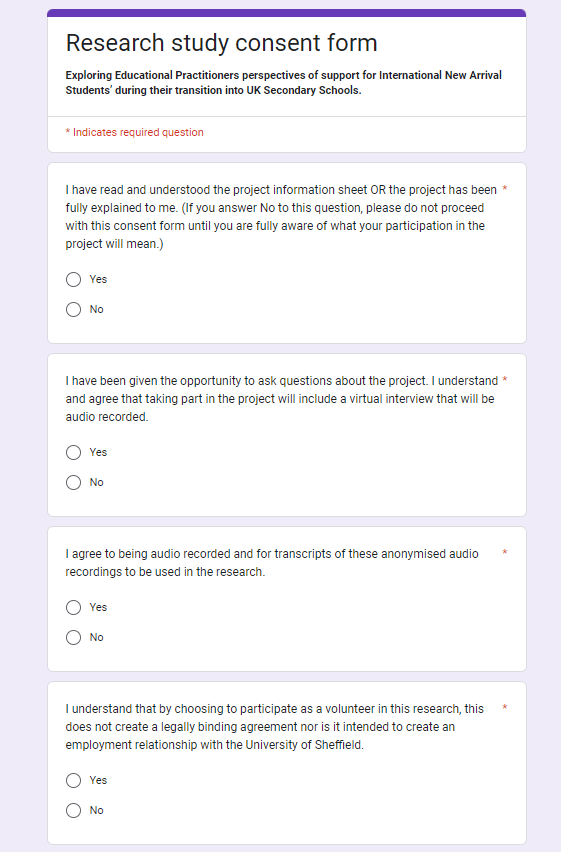 Research study consent form
Exploring Educational Practitioners perspectives of support for International New Arrival
Students' during their transition into UK Secondary Schools.
* Indicates required question
I have read and understood the project information sheet OR the project has been *
fully explained to me. (If you answer No to this question, please do not proceed
with this consent form until you are fully aware of what your participation in the
project will mean.)
Yes
No
I have been given the opportunity to ask questions about the project. I understand *
and agree that taking part in the project will include a virtual interview that will be
audio recorded.
Yes
No
I agree to being audio recorded and for transcripts of these anonymised audio *
recordings to be used in the research.
Yes
No
I understand that by choosing to participate as a volunteer in this research, this *
does not create a legally binding agreement nor is it intended to create an
employment relationship with the University of Sheffield.
Yes
No